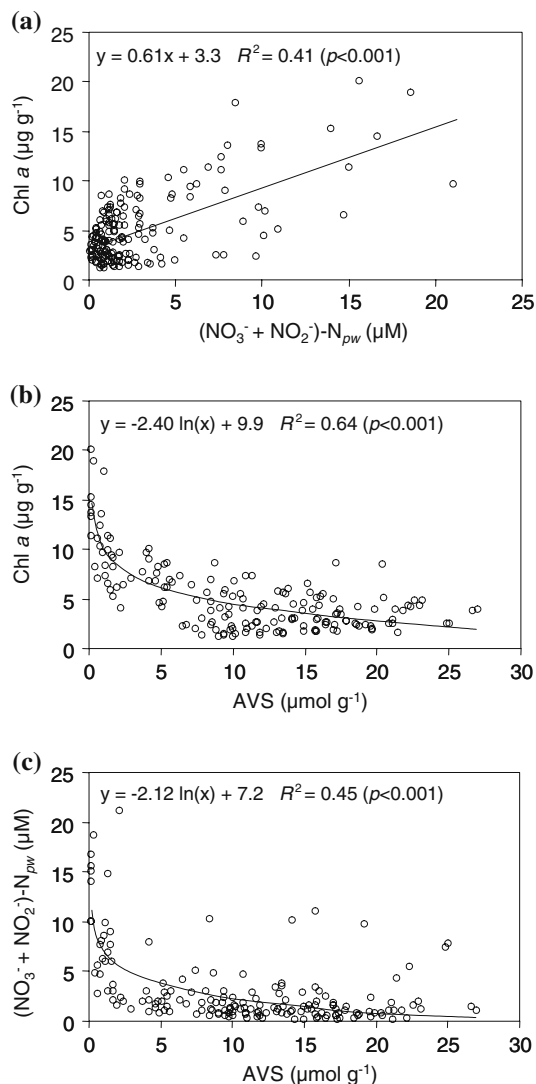 (a)
y = 0.61x + 3.3 R² = 0.41 (p<0.001)
25
20
15
10
5
0
Chl a (µg g⁻¹)
0 5 10 15 20 25
(NO₃⁻ + NO₂⁻)-Npw (µM)
(b)
y = -2.40 ln(x) + 9.9 R² = 0.64 (p<0.001)
25
20
15
10
5
0
Chl a (µg g⁻¹)
0 5 10 15 20 25 30
AVS (µmol g⁻¹)
(c)
y = -2.12 ln(x) + 7.2 R² = 0.45 (p<0.001)
25
20
15
10
5
0
(NO₃⁻ + NO₂⁻)-Npw (µM)
0 5 10 15 20 25 30
AVS (µmol g⁻¹)